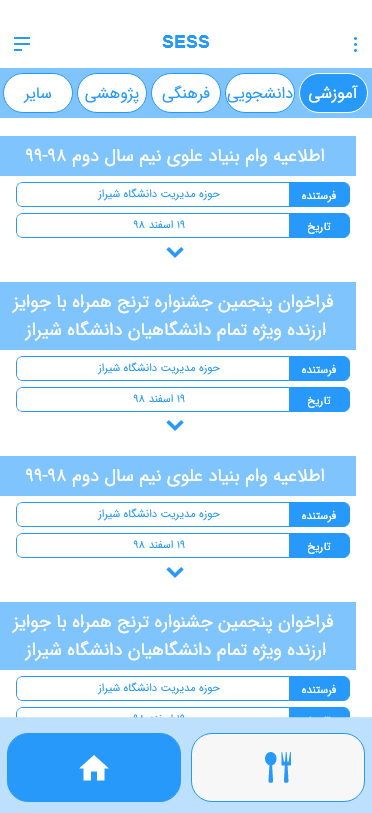 SESS
آموزشی
دانشجویی
فرهنگی
پژوهشی
سایر
اطلاعیه وام بنیاد علوی نیم سال دوم ۹۸-۹۹
فرستنده
حوزه مدیریت دانشگاه شیراز
تاریخ
۱۹ اسفند ۹۸
فراخوان پنجمین جشنواره ترنج همراه با جوایز
ارزنده ویژه تمام دانشگاهیان دانشگاه شیراز
فرستنده
حوزه مدیریت دانشگاه شیراز
تاریخ
۱۹ اسفند ۹۸
اطلاعیه وام بنیاد علوی نیم سال دوم ۹۸-۹۹
فرستنده
حوزه مدیریت دانشگاه شیراز
تاریخ
۱۹ اسفند ۹۸
فراخوان پنجمین جشنواره ترنج همراه با جوایز
ارزنده ویژه تمام دانشگاهیان دانشگاه شیراز
فرستنده
حوزه مدیریت دانشگاه شیراز